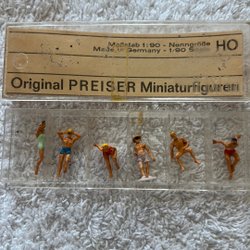 Maßstab 1:90 - Nenngröße HO
Made in Germany - 1/90 Scale
Original PREISER Miniaturfiguren